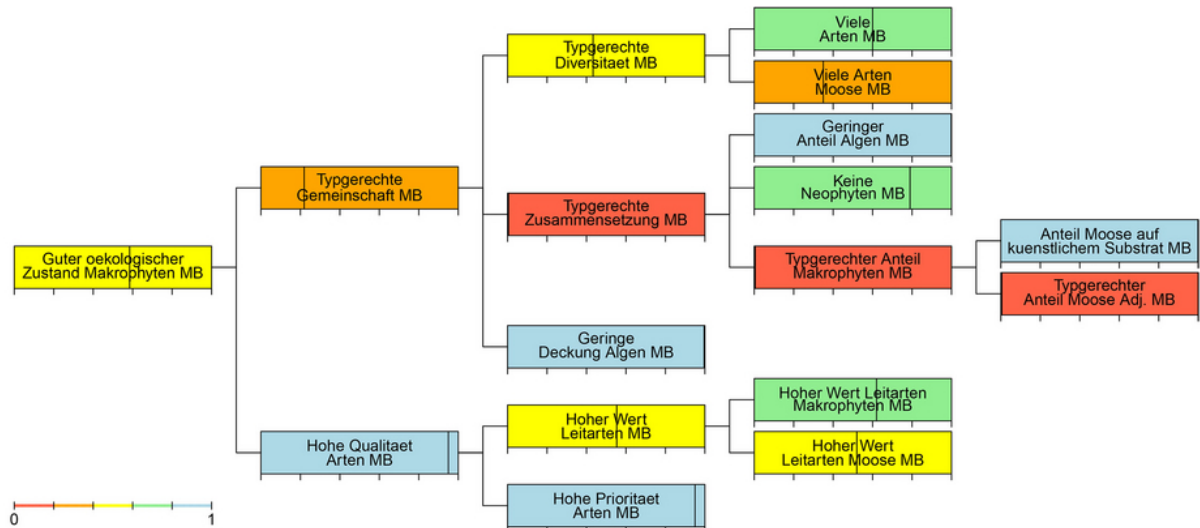 Viele
Arten MB
Typgerechte
Diversitaet MB
Viele Arten
Moose MB
Geringer
Anteil Algen MB
Typgerechte
Gemeinschaft MB
Keine
Neophyten MB
Typgerechte
Zusammensetzung MB
Anteil Moose auf
kuenstlichem Substrat MB
Guter oekologischer
Zustand Makrophyten MB
Typgerechter Anteil
Makrophyten MB
Typgerechter
Anteil Moose Adj. MB
Geringe
Deckung Algen MB
Hoher Wert Leitarten
Makrophyten MB
Hoher Wert
Leitarten MB
Hohe Qualitaet
Arten MB
Hoher Wert
Leitarten Moose MB
Hohe Prioritaet
Arten MB
0
1